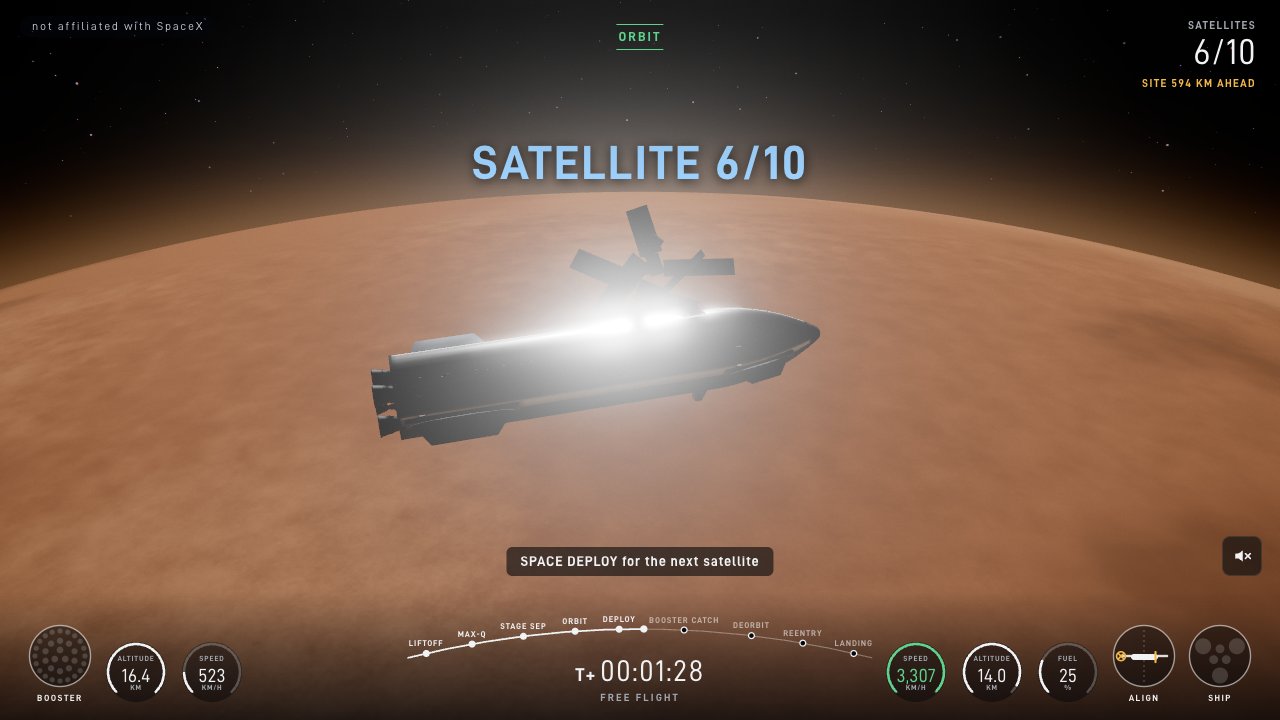 not affiliated with SpaceX
ORBIT
SATELLITES
6/10
SITE 594 KM AHEAD
SATELLITE 6/10
SPACE DEPLOY for the next satellite
LIFTOFF
MAX-Q
STAGE SEP
ORBIT
DEPLOY
BOOSTER CATCH
DEORBIT
REENTRY
LANDING
BOOSTER
ALTITUDE
16.4
KM
SPEED
523
KM/H
T+ 00:01:28
FREE FLIGHT
SPEED
3,307
KM/H
ALTITUDE
14.0
KM
FUEL
25
%
ALIGN
SHIP